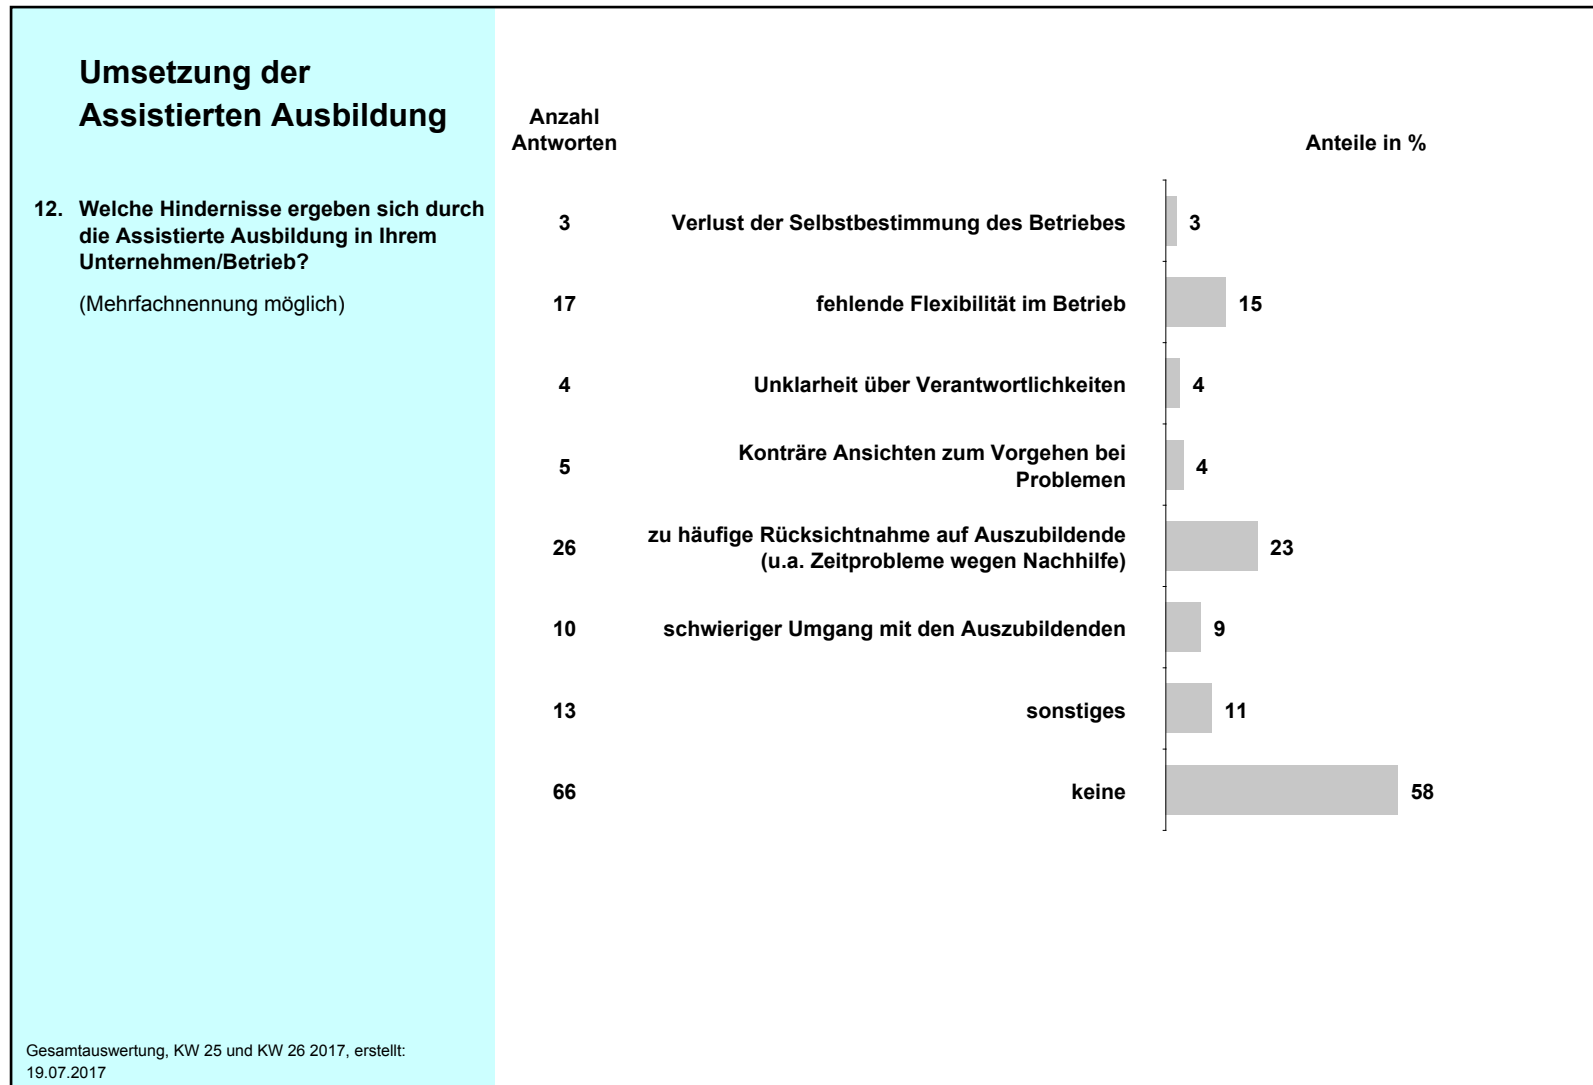 Umsetzung der
Assistierten Ausbildung
12. Welche Hindernisse ergeben sich durch
die Assistierte Ausbildung in Ihrem
Unternehmen/Betrieb?
(Mehrfachnennung möglich)
Anzahl
Antworten
Anteile in %
3 Verlust der Selbstbestimmung des Betriebes 3
17 fehlende Flexibilität im Betrieb 15
4 Unklarheit über Verantwortlichkeiten 4
5 Konträre Ansichten zum Vorgehen bei
Problemen 4
26 zu häufige Rücksichtnahme auf Auszubildende
(u.a. Zeitprobleme wegen Nachhilfe) 23
10 schwieriger Umgang mit den Auszubildenden 9
13 sonstiges 11
66 keine 58
Gesamtauswertung, KW 25 und KW 26 2017, erstellt:
19.07.2017